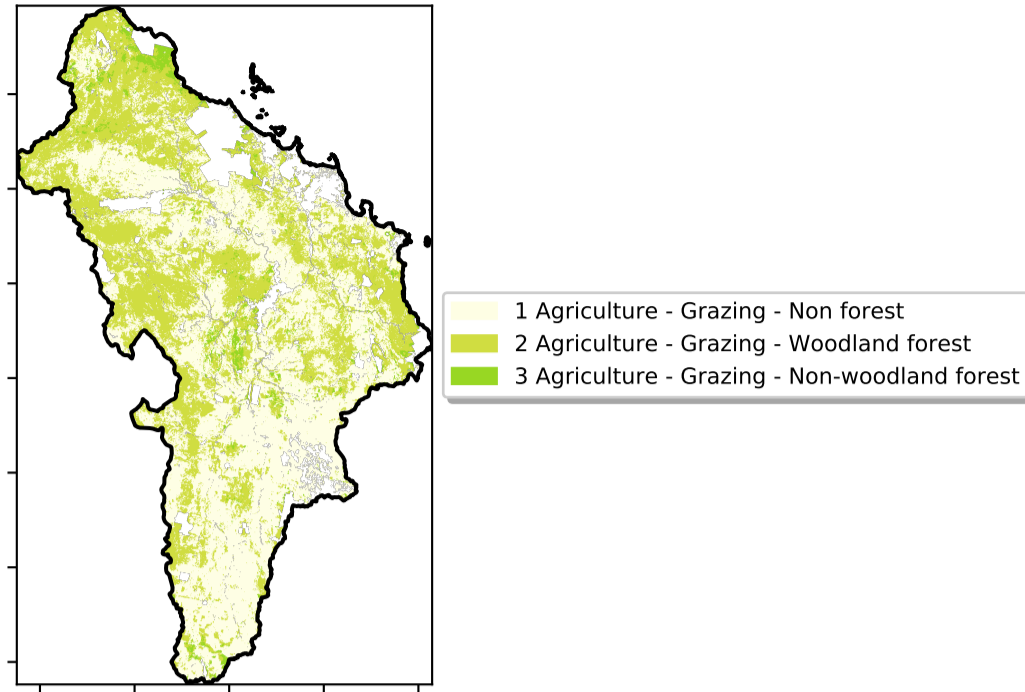 1 Agriculture - Grazing - Non forest
2 Agriculture - Grazing - Woodland forest
3 Agriculture - Grazing - Non-woodland forest